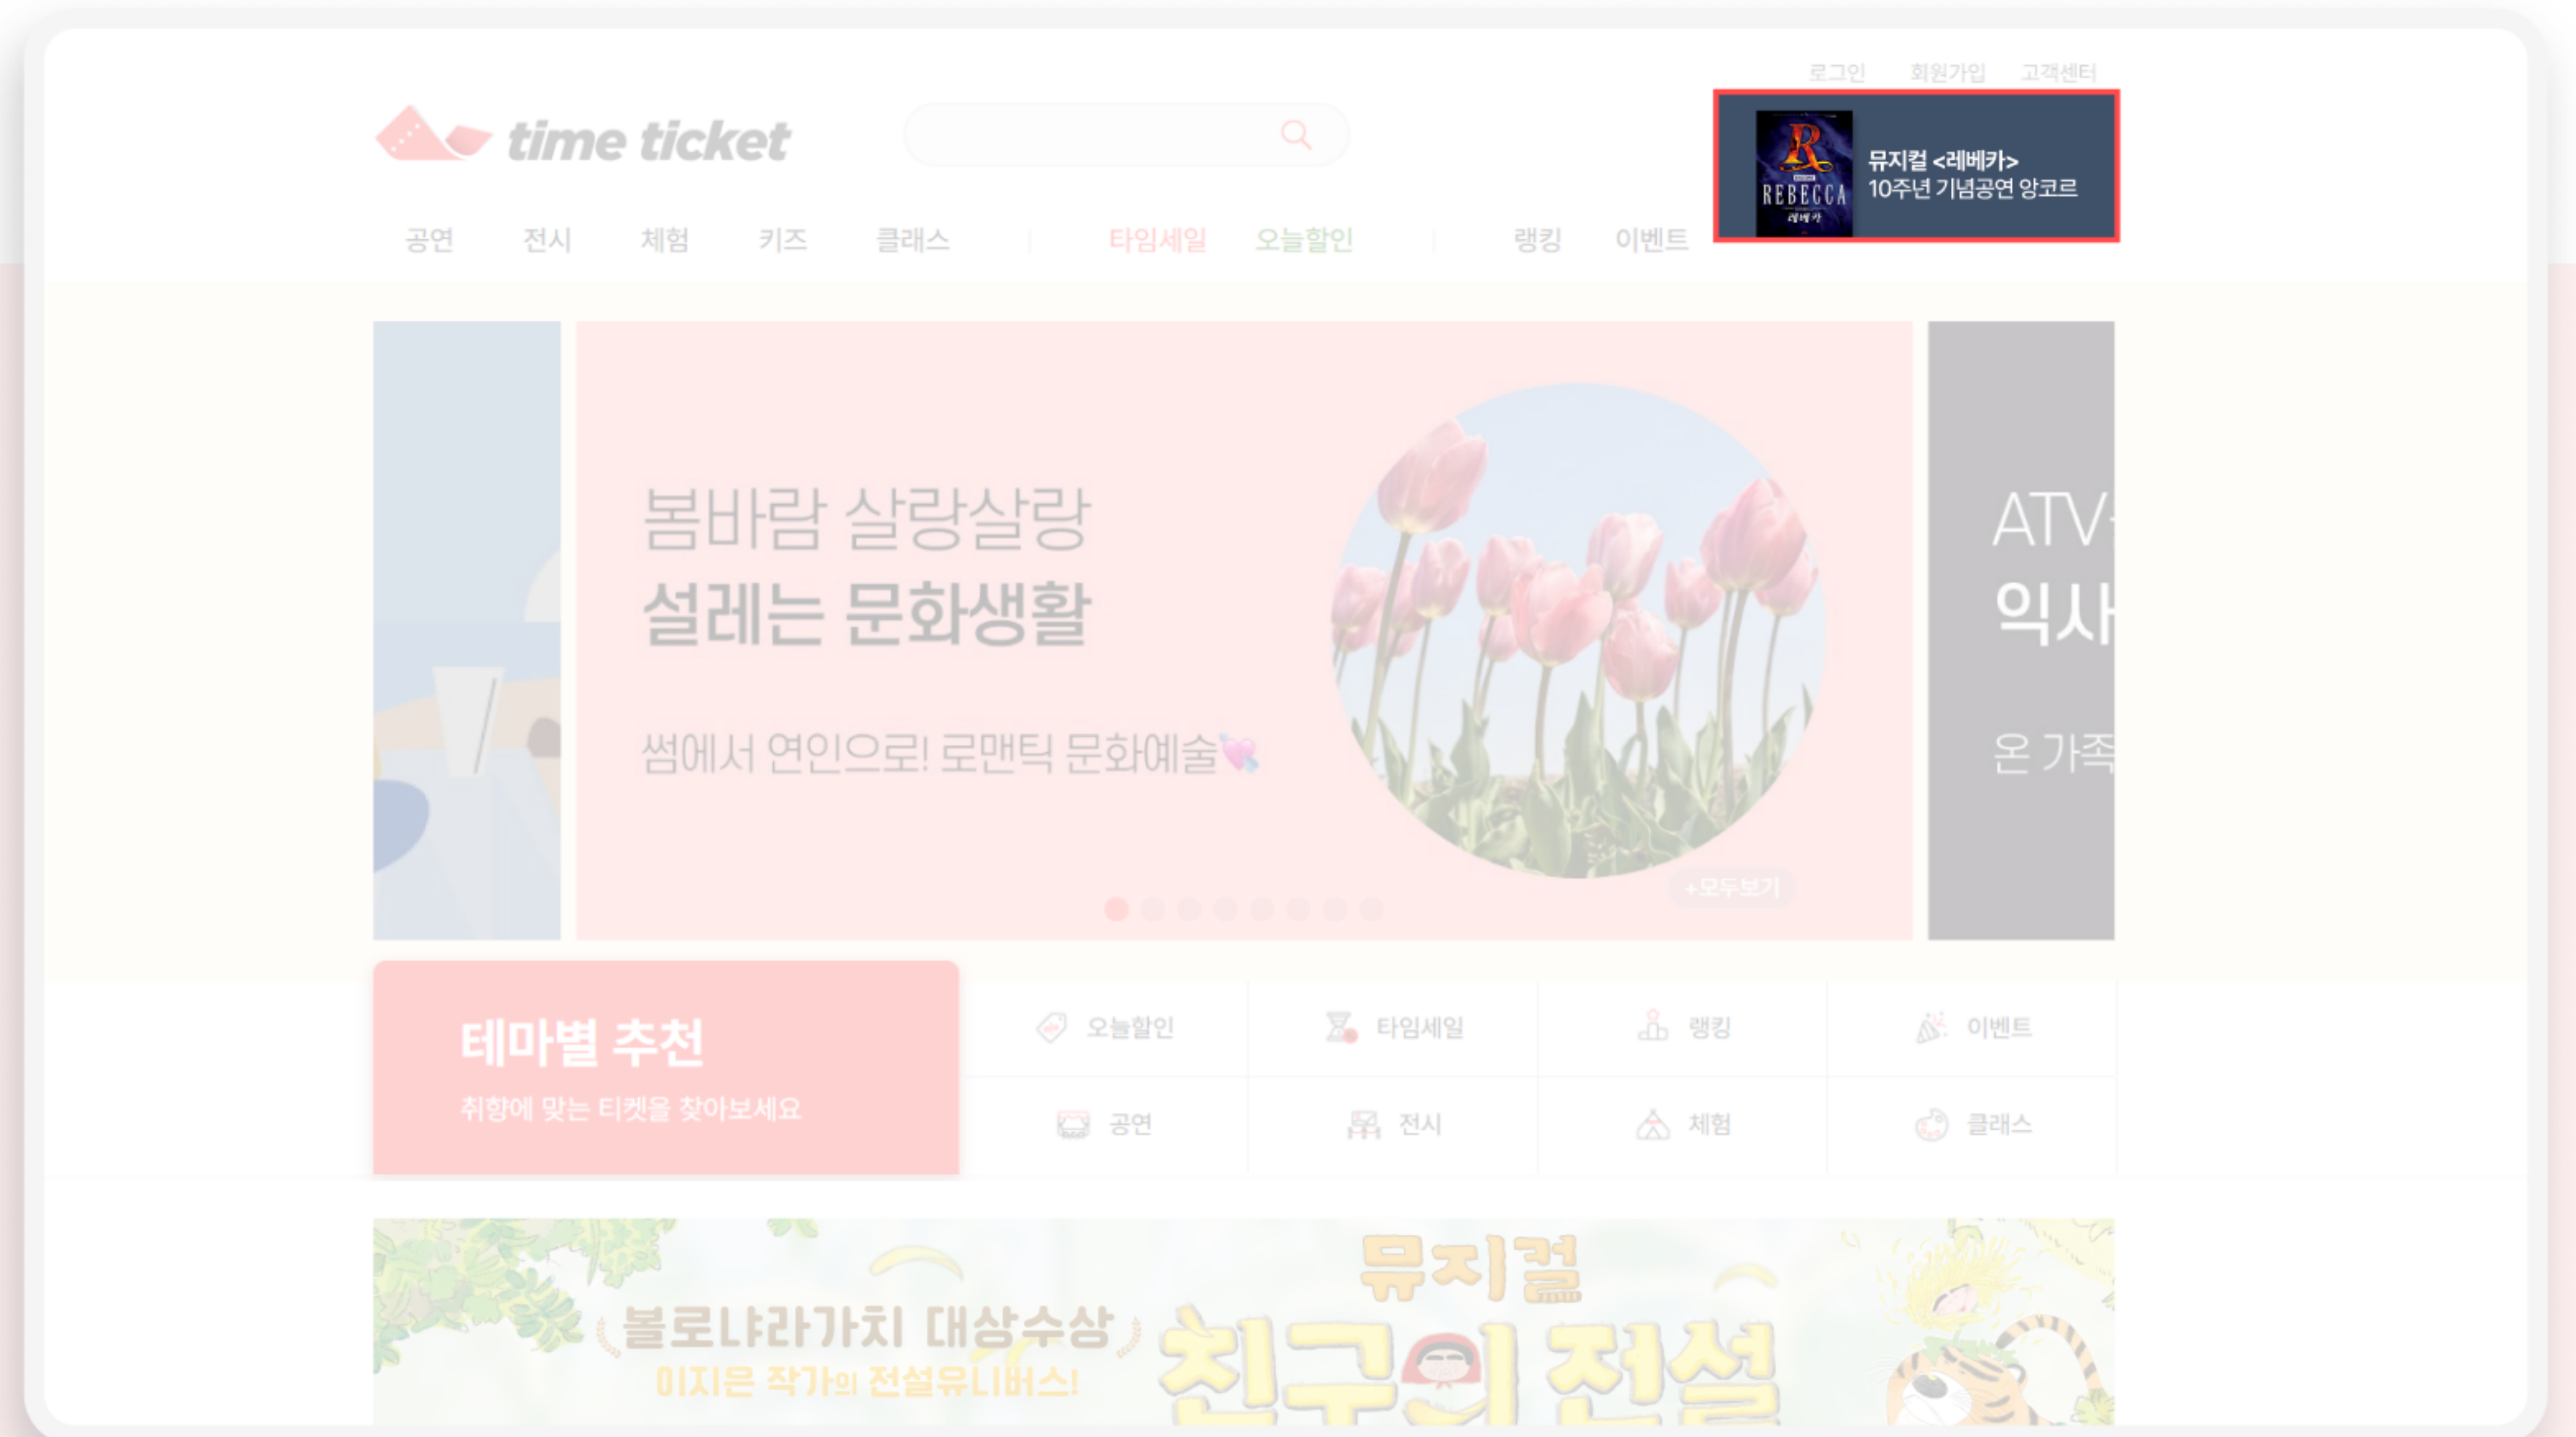 로그인 회원가입 고객센터
time ticket
뮤지컬 <레베카>
10주년 기념공연 앙코르
R
REBECCA
레베카
공연 전시 체험 키즈 클래스 타임세일 오늘할인 랭킹 이벤트
봄바람 살랑살랑
설레는 문화생활
썸에서 연인으로! 로맨틱 문화예술💘
+모두보기
ATV
익사
온 가족
테마별 추천
취향에 맞는 티켓을 찾아보세요
오늘할인 타임세일 랭킹 이벤트
공연 전시 체험 클래스
볼로냐라가치 대상수상
이지은 작가의 전설유니버스!
뮤지컬
친구의 전설